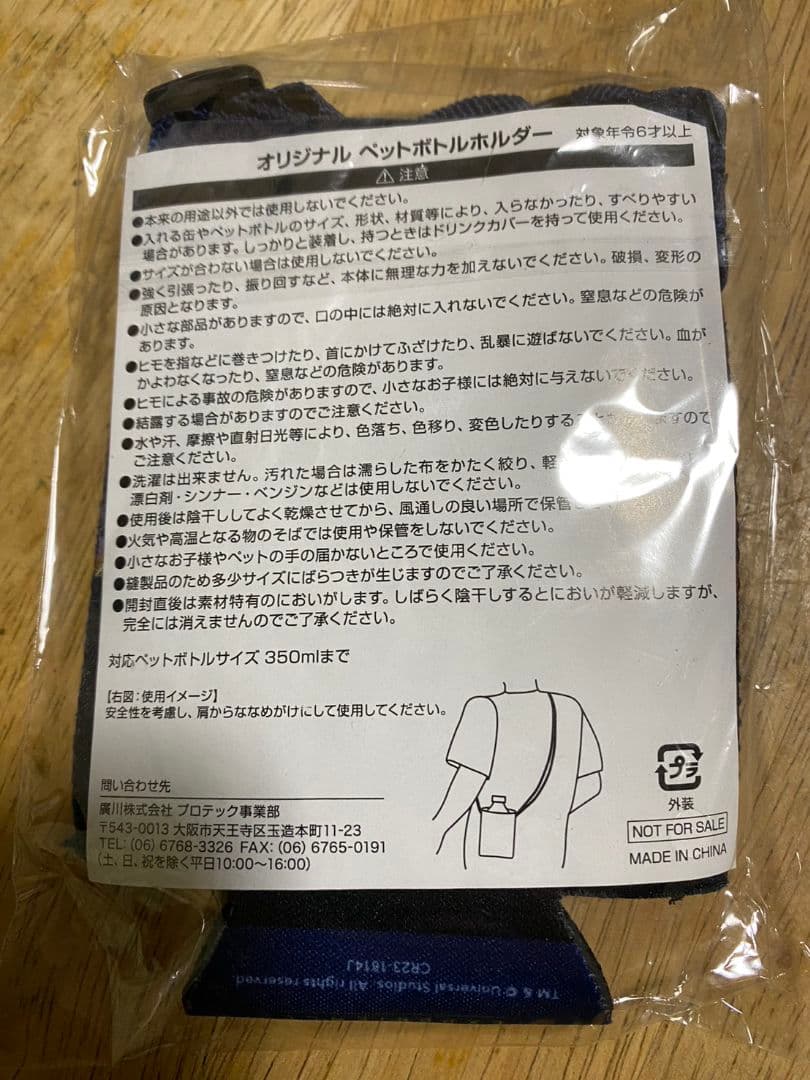 オリジナル ペットボトルホルダー 対象年令6才以上
⚠注意
●本来の用途以外では使用しないでください。
●入れる缶やペットボトルのサイズ、形状、材質等により、入らなかったり、すべりやすい
場合があります。しっかりと装着し、持つときはドリンクカバーを持って使用ください。
●サイズが合わない場合は使用しないでください。
●強く引張ったり、振り回すなど、本体に無理な力を加えないでください。破損、変形の
原因となります。
●小さな部品がありますので、口の中には絶対に入れないでください。窒息などの危険が
あります。
●ヒモを指などに巻きつけたり、首にかけてふざけたり、乱暴に遊ばないでください。血が
かよわなくなったり、窒息などの危険があります。
●ヒモによる事故の危険がありますので、小さなお子様には絶対に与えないでください。
●結露する場合がありますのでご注意ください。
●水や汗、摩擦や直射日光等により、色落ち、色移り、変色したりすることがありますので
ご注意ください。
●洗濯は出来ません。汚れた場合は濡らした布をかたく絞り、軽
漂白剤・シンナー・ベンジンなどは使用しないでください。
●使用後は陰干ししてよく乾燥させてから、風通しの良い場所で保管
●火気や高温となる物のそばでは使用や保管をしないでください。
●小さなお子様やペットの手の届かないところで使用ください。
●縫製品のため多少サイズにばらつきが生じますのでご了承ください。
●開封直後は素材特有のにおいがします。しばらく陰干しするとにおいが軽減しますが、
完全には消えませんのでご了承ください。
対応ペットボトルサイズ 350mlまで
【右図:使用イメージ】
安全性を考慮し、肩からななめがけにして使用してください。
問い合わせ先
廣川株式会社 プロテック事業部
〒543-0013 大阪市天王寺区玉造本町11-23
TEL: (06) 6768-3326 FAX: (06) 6765-0191
(土、日、祝を除く平日10:00〜16:00)
プラ
外装
NOT FOR SALE
MADE IN CHINA
TM & © Universal Studios. All rights reserved.
CR23-1814J